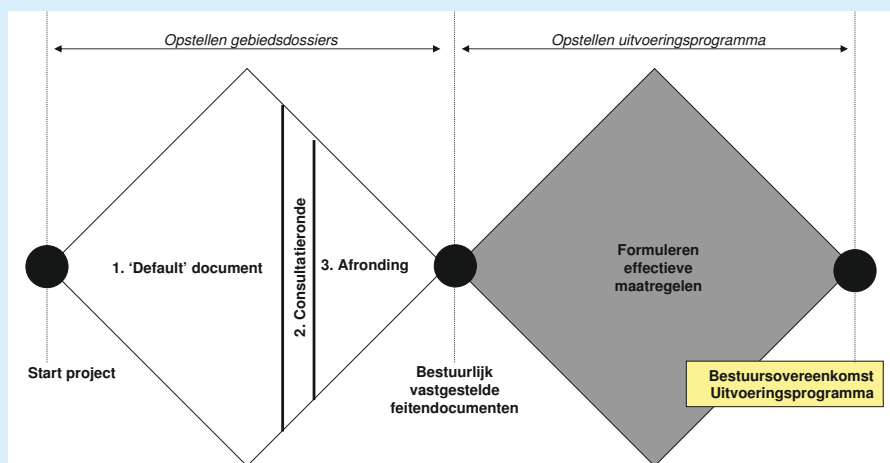 Opstellen gebiedsdossiers
Opstellen uitvoeringsprogramma
1. ‘Default’ document
2. Consultatieronde
3. Afronding
Formuleren
effectieve
maatregelen
Start project
Bestuurlijk
vastgestelde
feitendocumenten
Bestuursovereenkomst
Uitvoeringsprogramma